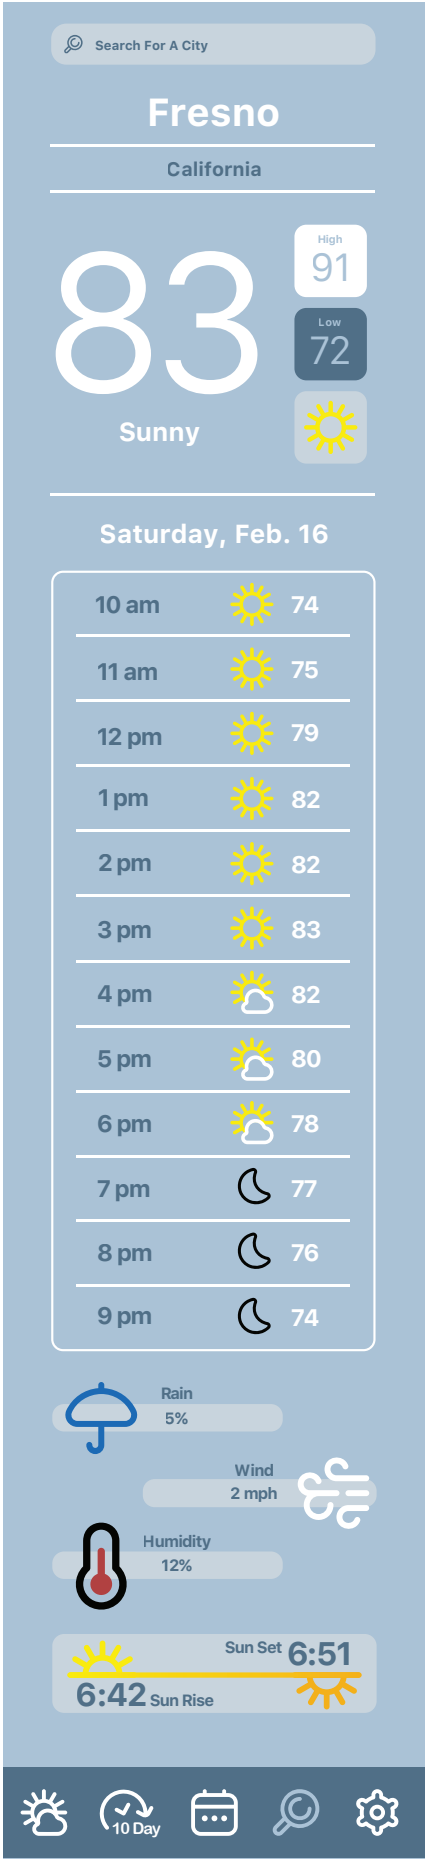 Search For A City
Fresno
California
83
High
91
Low
72
Sunny
Saturday, Feb. 16
10 am 74
11 am 75
12 pm 79
1 pm 82
2 pm 82
3 pm 83
4 pm 82
5 pm 80
6 pm 78
7 pm 77
8 pm 76
9 pm 74
Rain
5%
Wind
2 mph
Humidity
12%
Sun Set 6:51
6:42 Sun Rise
10 Day